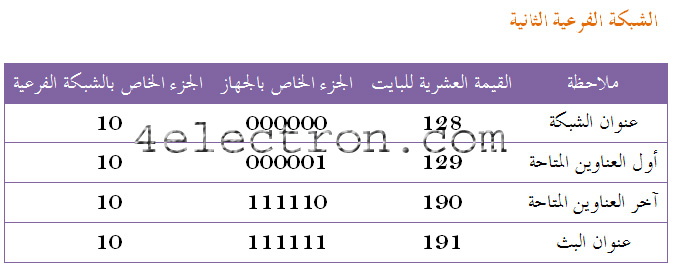 الشبكة الفرعية الثانية
ملاحظة القيمة العشرية للبايت الجزء الخاص بالجهاز الجزء الخاص بالشبكة الفرعية
عنوان الشبكة 128 000000 10
4electron.com
أول العناوين المتاحة 129 000001 10
آخر العناوين المتاحة 190 111110 10
عنوان البث 191 111111 10